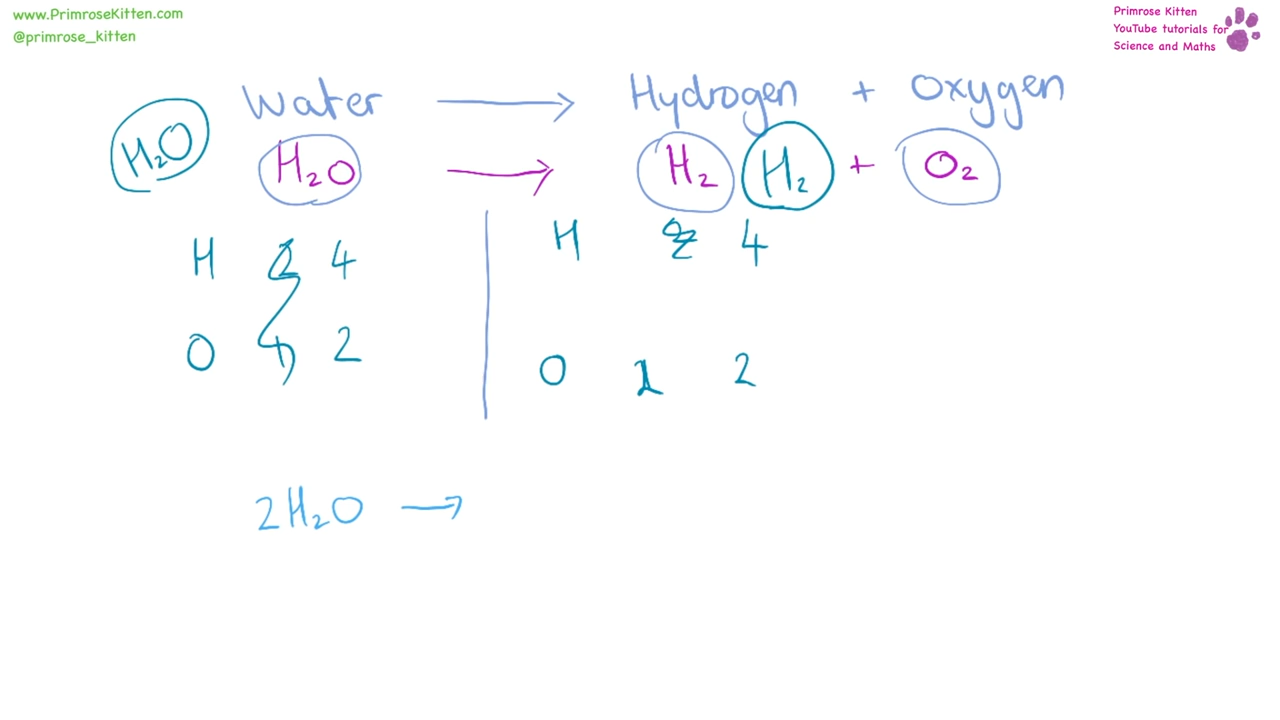 www.PrimroseKitten.com
@primrose_kitten
Primrose Kitten
YouTube tutorials for
Science and Maths
Water → Hydrogen + Oxygen
H₂O H₂O → H₂ H₂ + O₂
H 2 4 H 2 4
O 1 2 O 2
2H₂O →